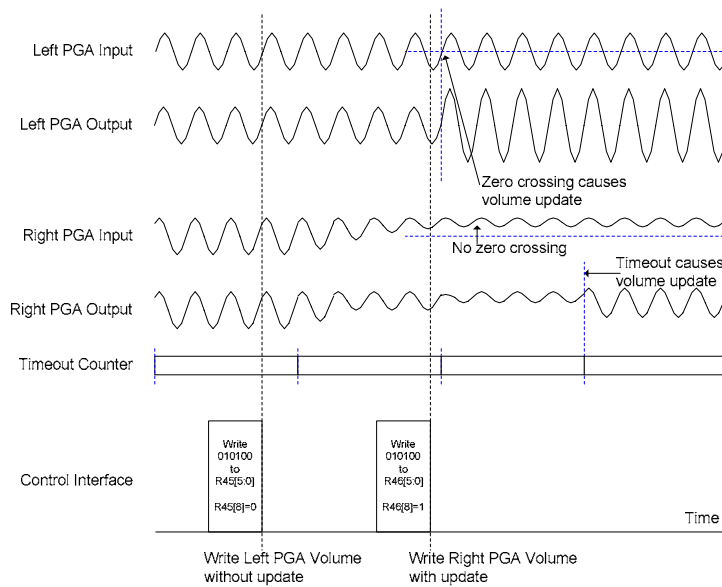 Left PGA Input
Left PGA Output
Zero crossing causes
volume update
Right PGA Input
No zero crossing
Timeout causes
volume update
Right PGA Output
Timeout Counter
Write
010100
to
R45[5:0]
R45[8]=0
Write
010100
to
R46[5:0]
R46[8]=1
Control Interface
Time
Write Left PGA Volume
without update
Write Right PGA Volume
with update